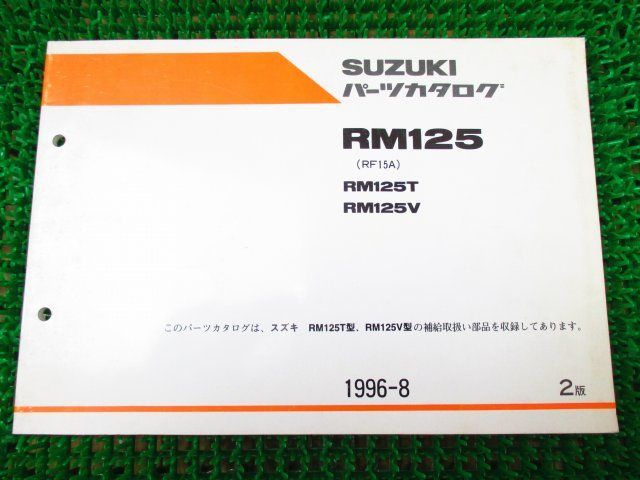 SUZUKI
パーツカタログ
RM125
(RF15A)
RM125T
RM125V
このパーツカタログは、スズキ RM125T型、RM125V型の補給取扱い部品を収録してあります。
1996-8 2版